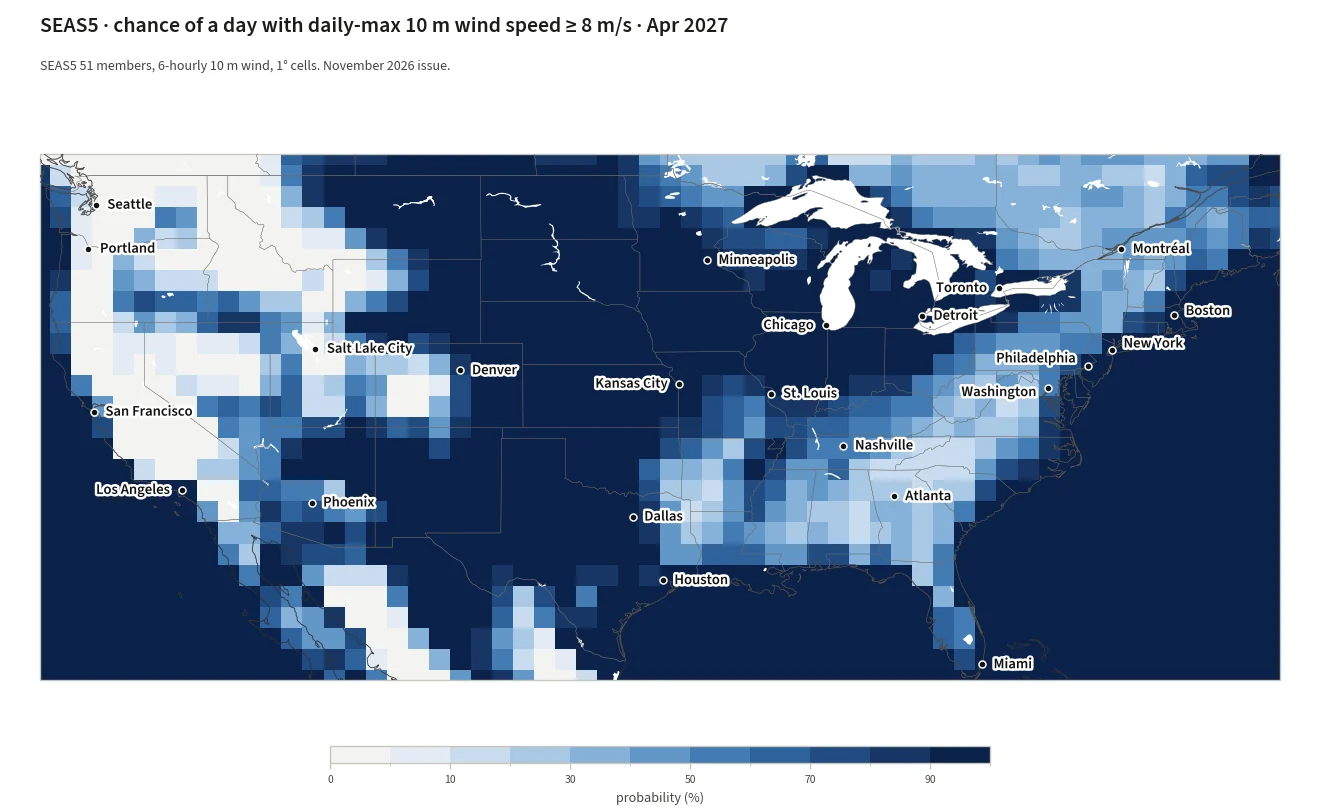 SEAS5 · chance of a day with daily-max 10 m wind speed ≥ 8 m/s · Apr 2027
SEAS5 51 members, 6-hourly 10 m wind, 1° cells. November 2026 issue.
Seattle
Portland
Montréal
Minneapolis
Toronto
Boston
Detroit
Chicago
New York
Salt Lake City
Philadelphia
Denver
Kansas City
St. Louis
Washington
San Francisco
Nashville
Los Angeles
Phoenix
Atlanta
Dallas
Houston
Miami
0 10 30 50 70 90
probability (%)